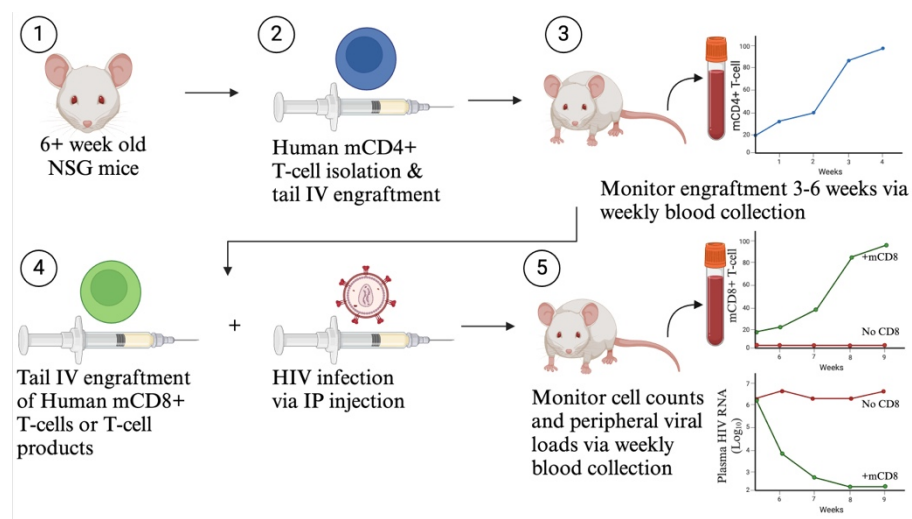 1
6+ week old
NSG mice
2
Human mCD4+
T-cell isolation &
tail IV engraftment
3
mCD4+ T-cell
100
80
60
40
20
0
1
2
3
4
Weeks
Monitor engraftment 3-6 weeks via
weekly blood collection
4
Tail IV engraftment
of Human mCD8+
T-cells or T-cell
products
+
HIV infection
via IP injection
5
Monitor cell counts
and peripheral viral
loads via weekly
blood collection
mCD8+ T-cell
100
80
60
40
20
0
+mCD8
No CD8
6
7
8
9
Weeks
Plasma HIV RNA
(Log10)
7
6
5
4
3
2
No CD8
+mCD8
6
7
8
9
Weeks